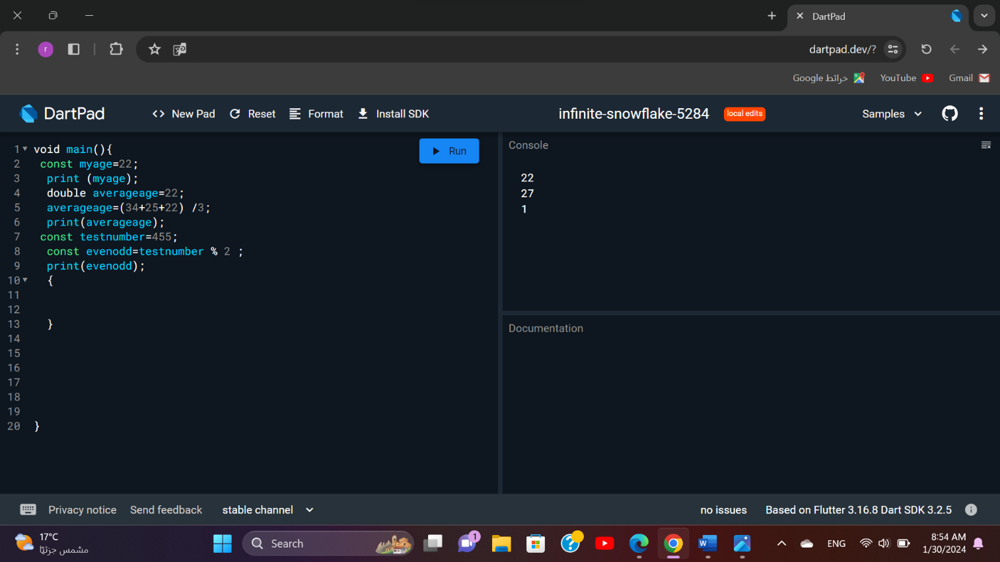 DartPad
r
dartpad.dev/?
Google خرائط
YouTube
Gmail
DartPad
<> New Pad
Reset
Format
Install SDK
infinite-snowflake-5284
local edits
Samples
1 void main(){
2 const myage=22;
3 print (myage);
4 double averageage=22;
5 averageage=(34+25+22) /3;
6 print(averageage);
7 const testnumber=455;
8 const evenodd=testnumber % 2 ;
9 print(evenodd);
10 {
11
12
13 }
14
15
16
17
18
19
20 }
Run
Console
22
27
1
Documentation
Privacy notice
Send feedback
stable channel
no issues
Based on Flutter 3.16.8 Dart SDK 3.2.5
17°C
مشمس جزئيًا
Search
1
W
ENG
8:54 AM
1/30/2024